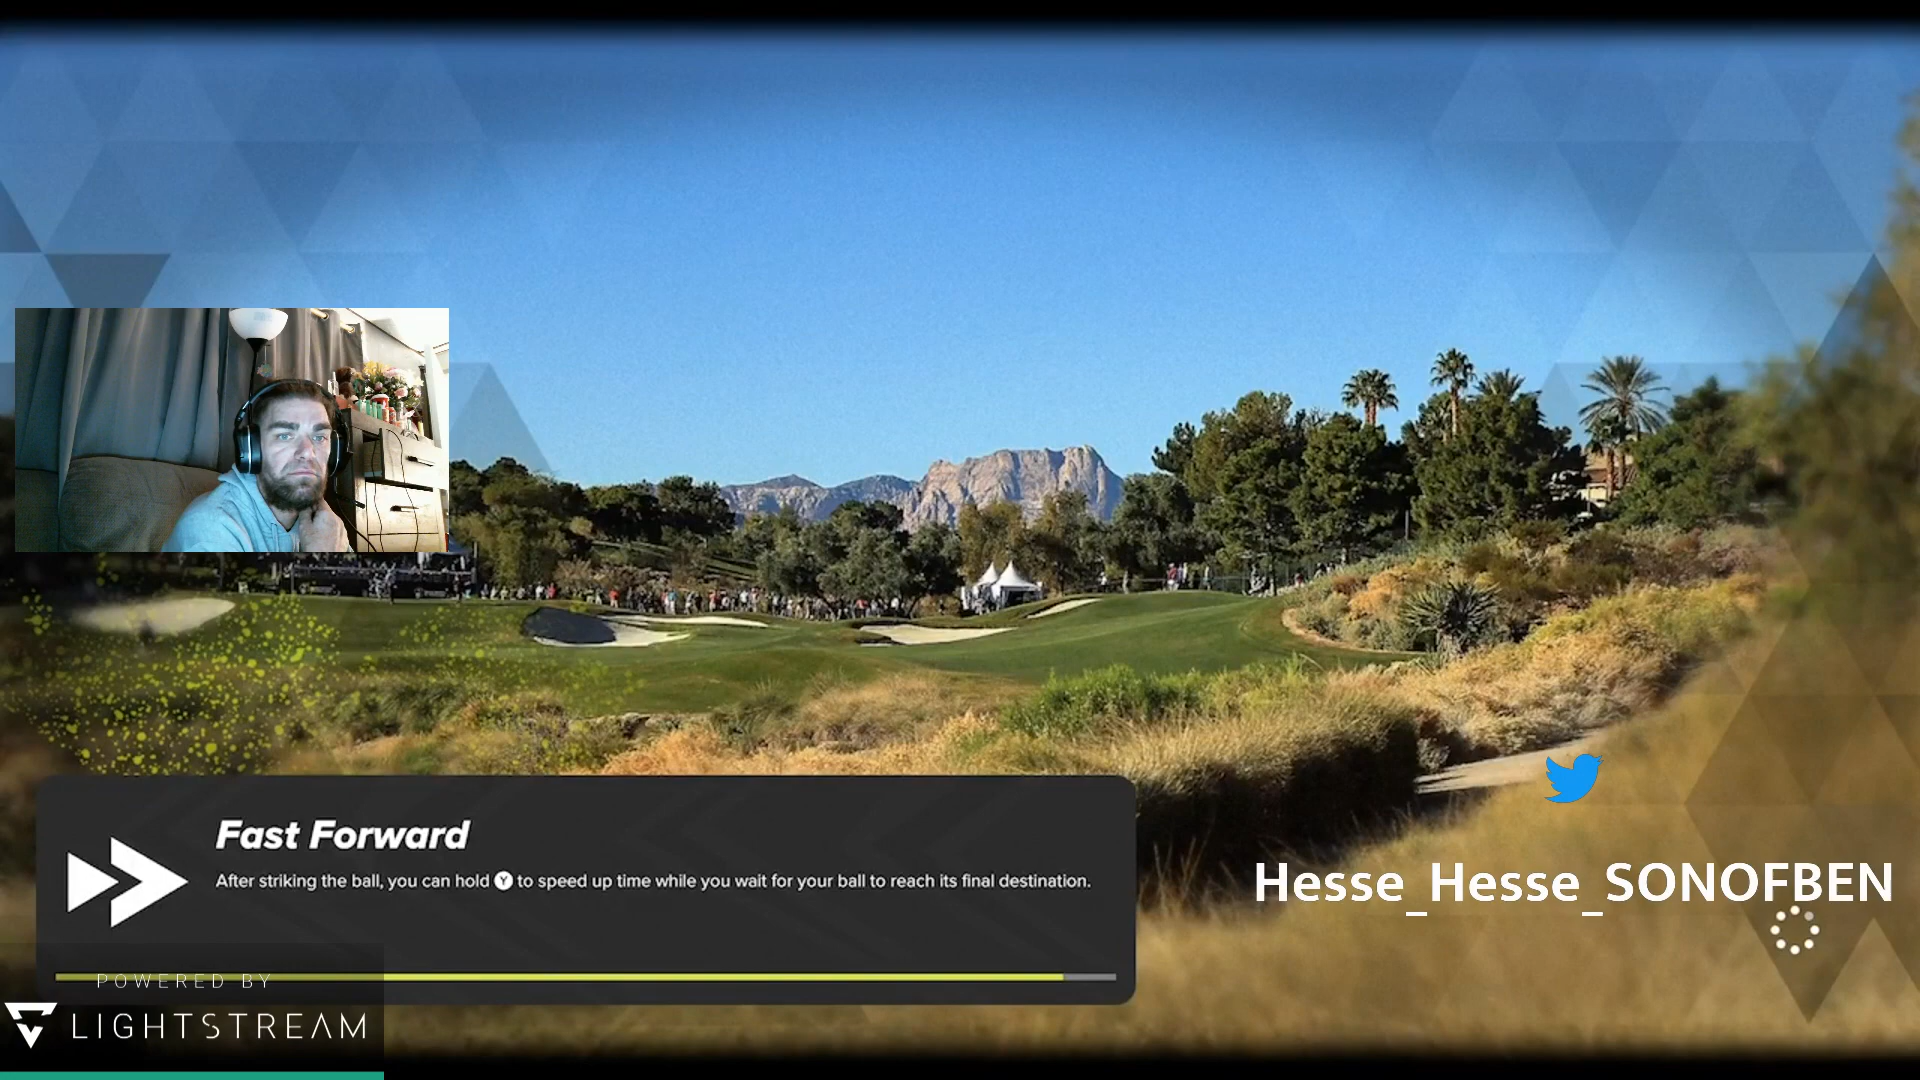 Fast Forward
After striking the ball, you can hold Y to speed up time while you wait for your ball to reach its final destination.
Hesse_Hesse_SONOFBEN
POWERED BY
LIGHTSTREAM